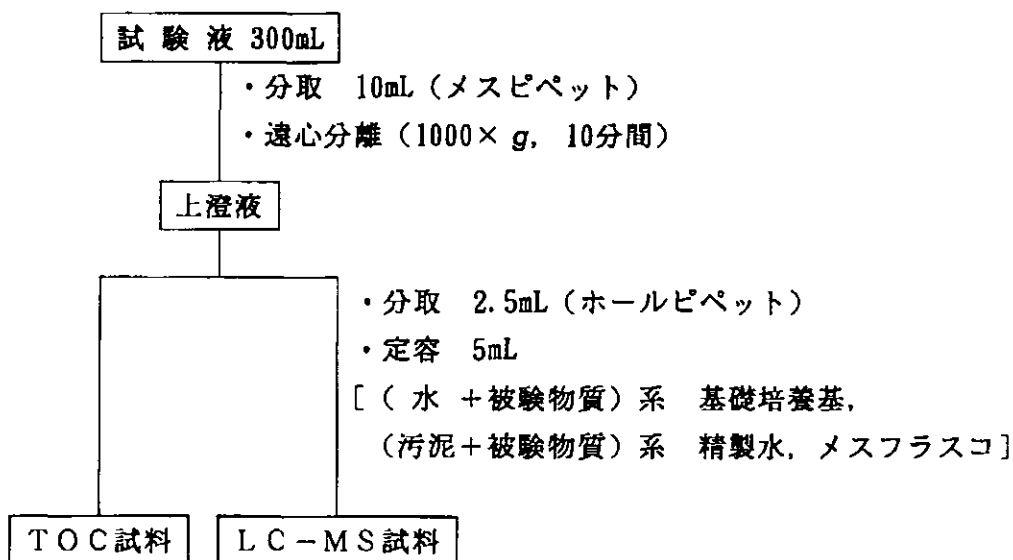 試 験 液 300mL
・分取 10mL（メスピペット）
・遠心分離（1000× g, 10分間）
上澄液
・分取 2.5mL（ホールピペット）
・定容 5mL
［（ 水 ＋被験物質）系 基礎培養基,
（汚泥＋被験物質）系 精製水, メスフラスコ］
ＴＯＣ試料
ＬＣ－ＭＳ試料